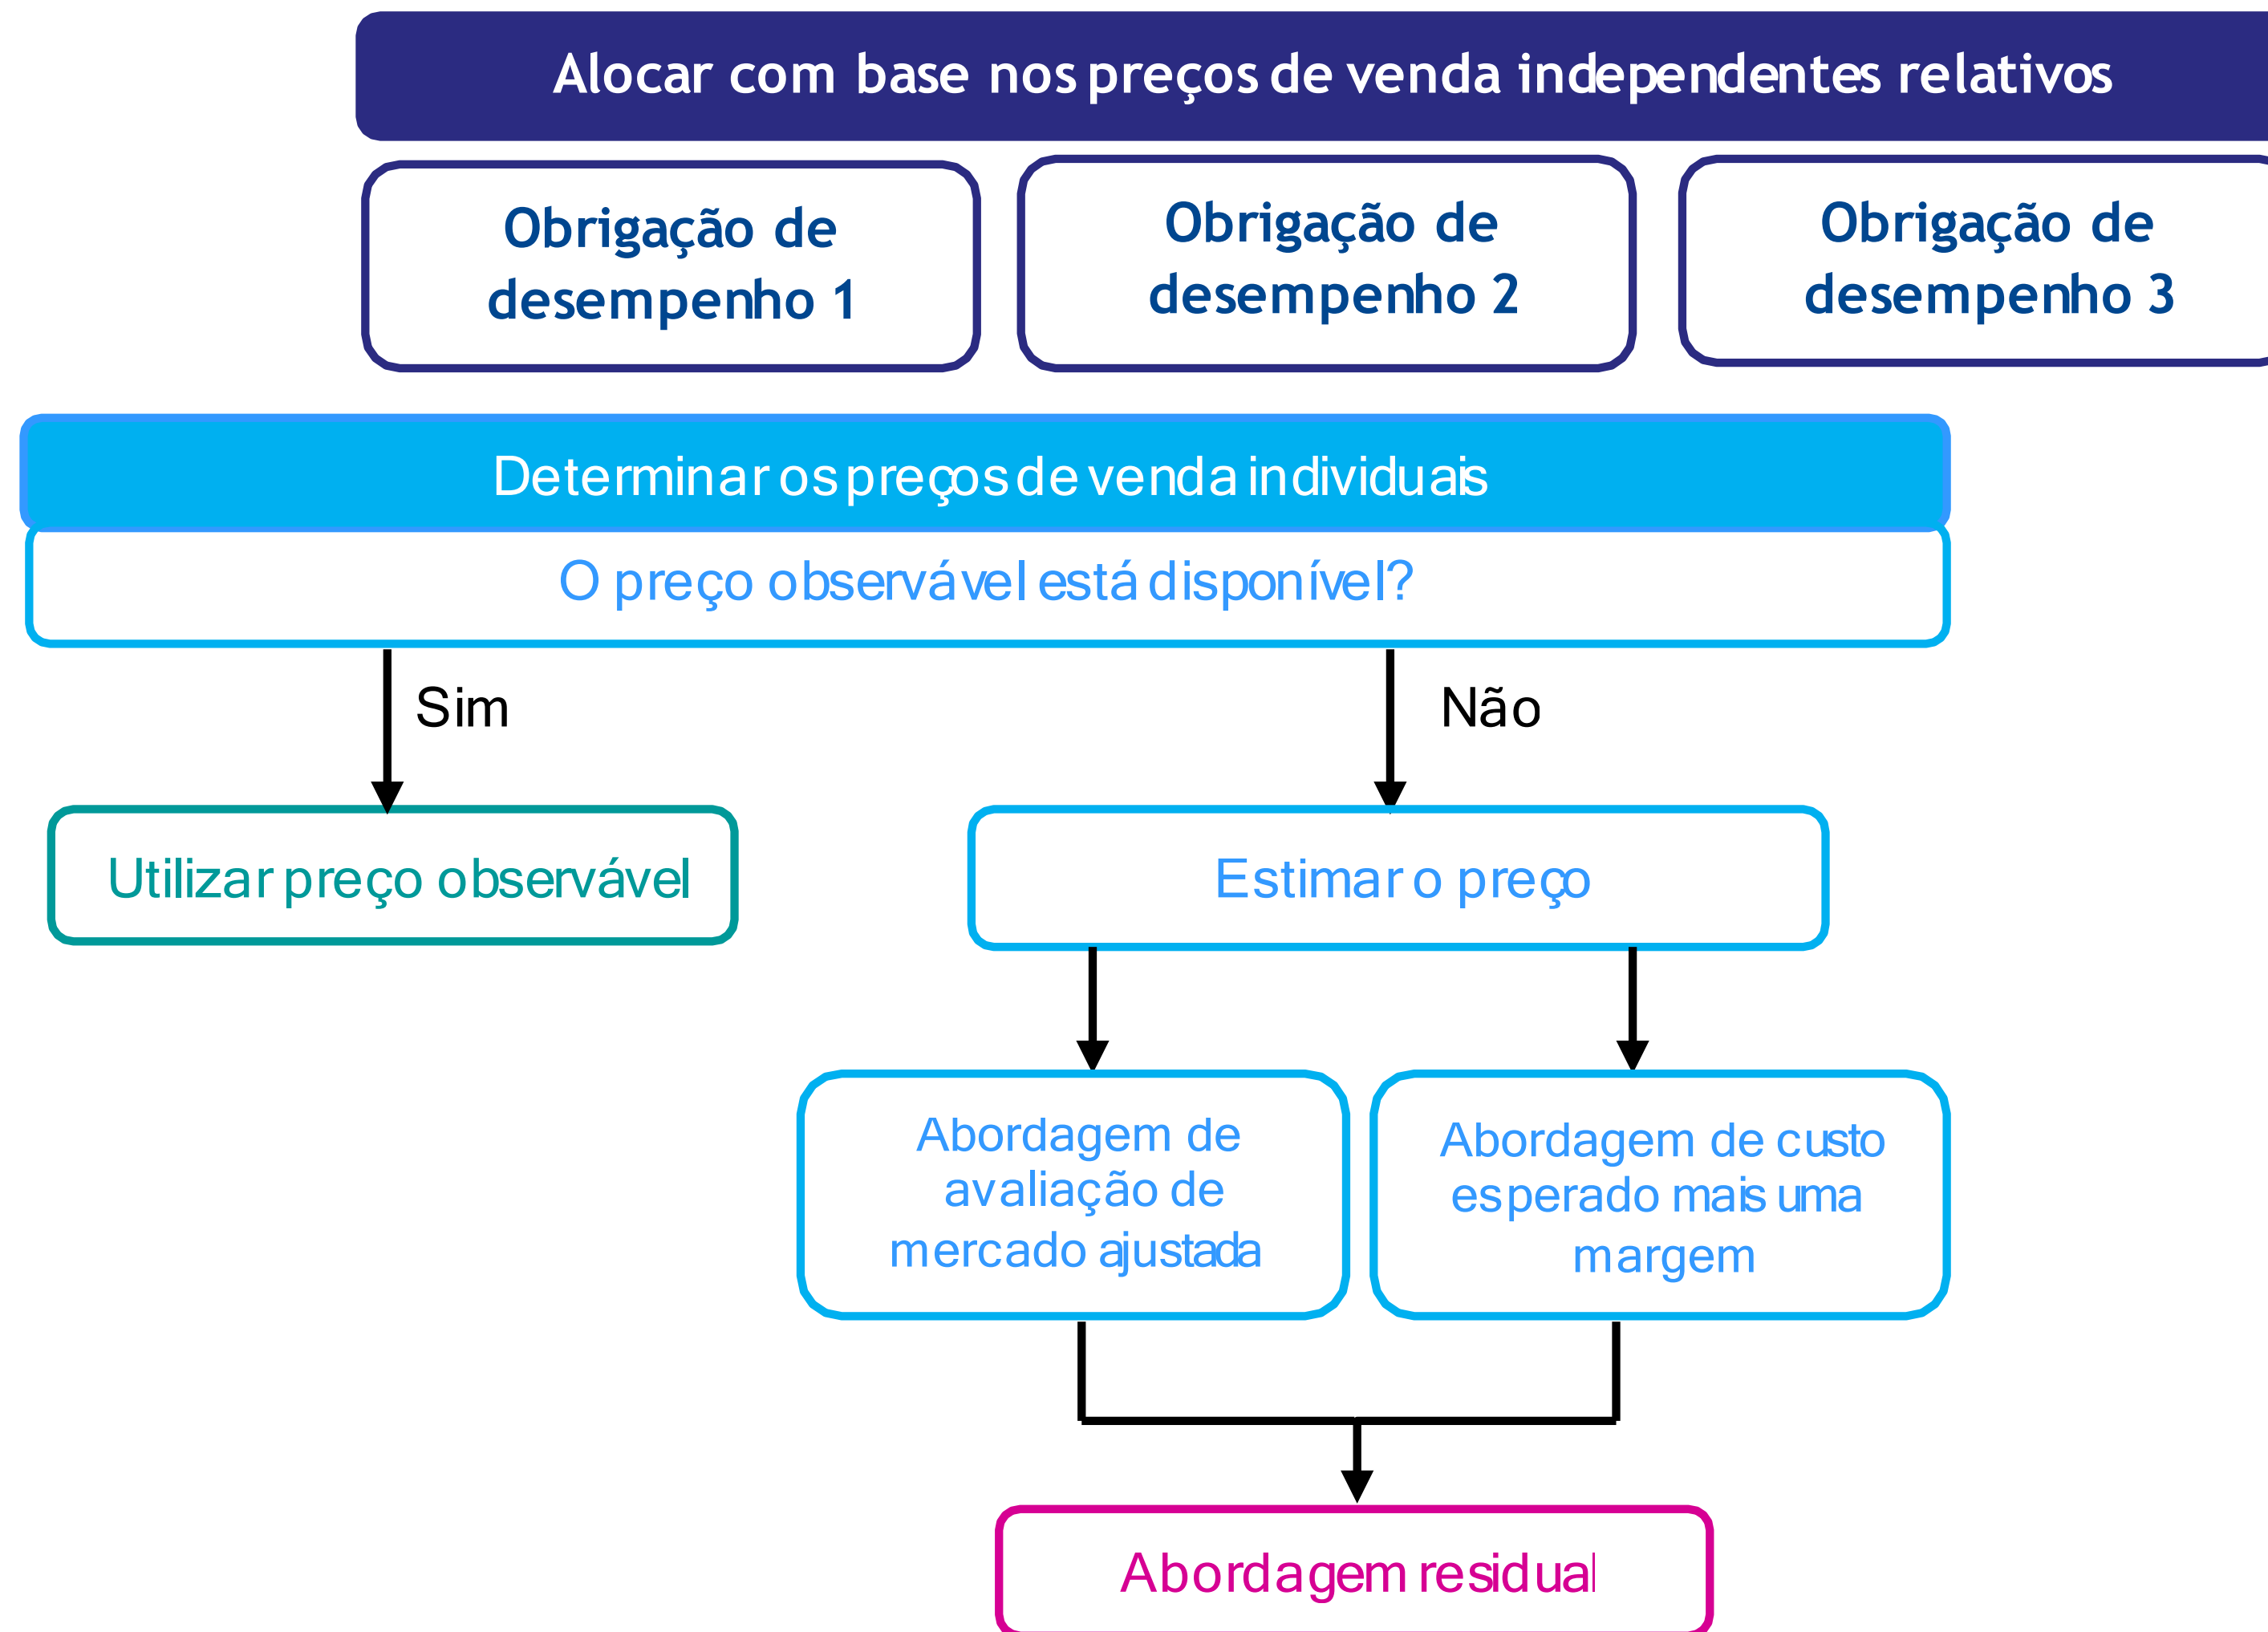 Alocar com base nos preços de venda independentes relativos
Obrigação de
desempenho 1
Obrigação de
desempenho 2
Obrigação de
desempenho 3
Determinar os preços de venda individuais
O preço observável está disponível?
Sim
Não
Utilizar preço observável
Estimar o preço
Abordagem de
avaliação de
mercado ajustada
Abordagem de custo
esperado mais uma
margem
Abordagem residual